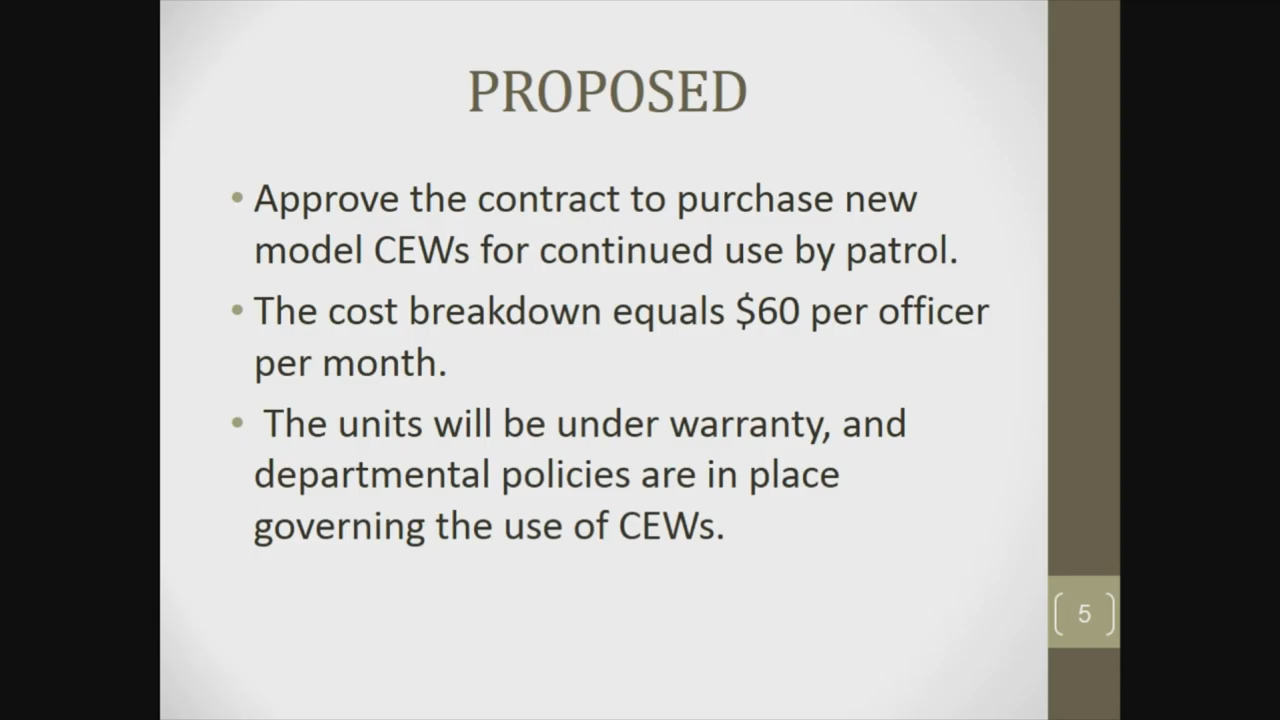 PROPOSED
• Approve the contract to purchase new
model CEWs for continued use by patrol.
• The cost breakdown equals $60 per officer
per month.
• The units will be under warranty, and
departmental policies are in place
governing the use of CEWs.
5